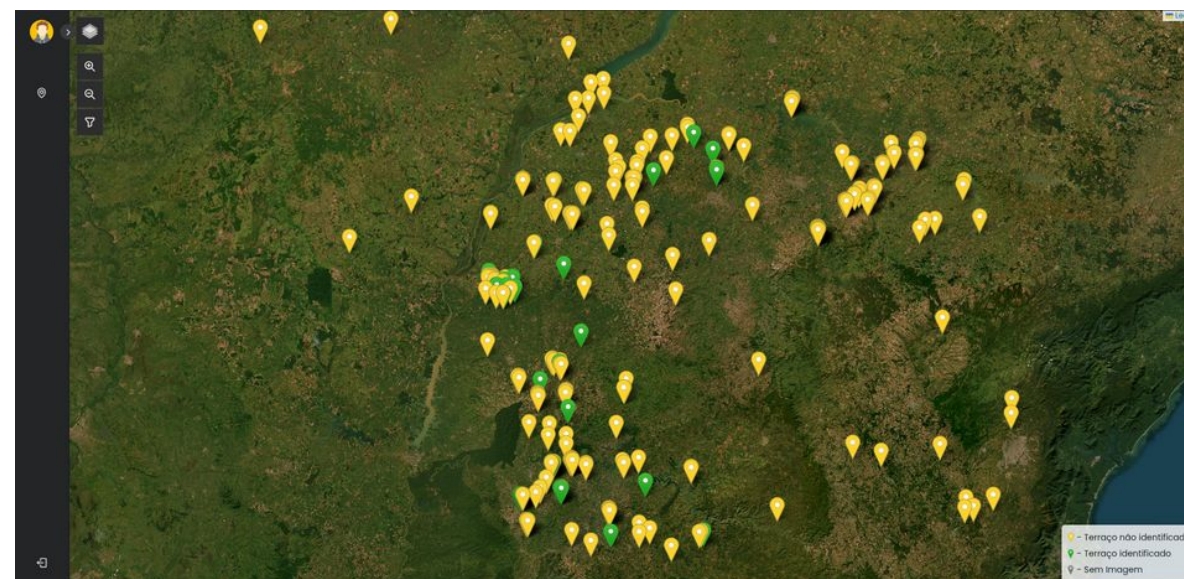 - Terraço não identificad
- Terraço identificado
- Sem Imagem